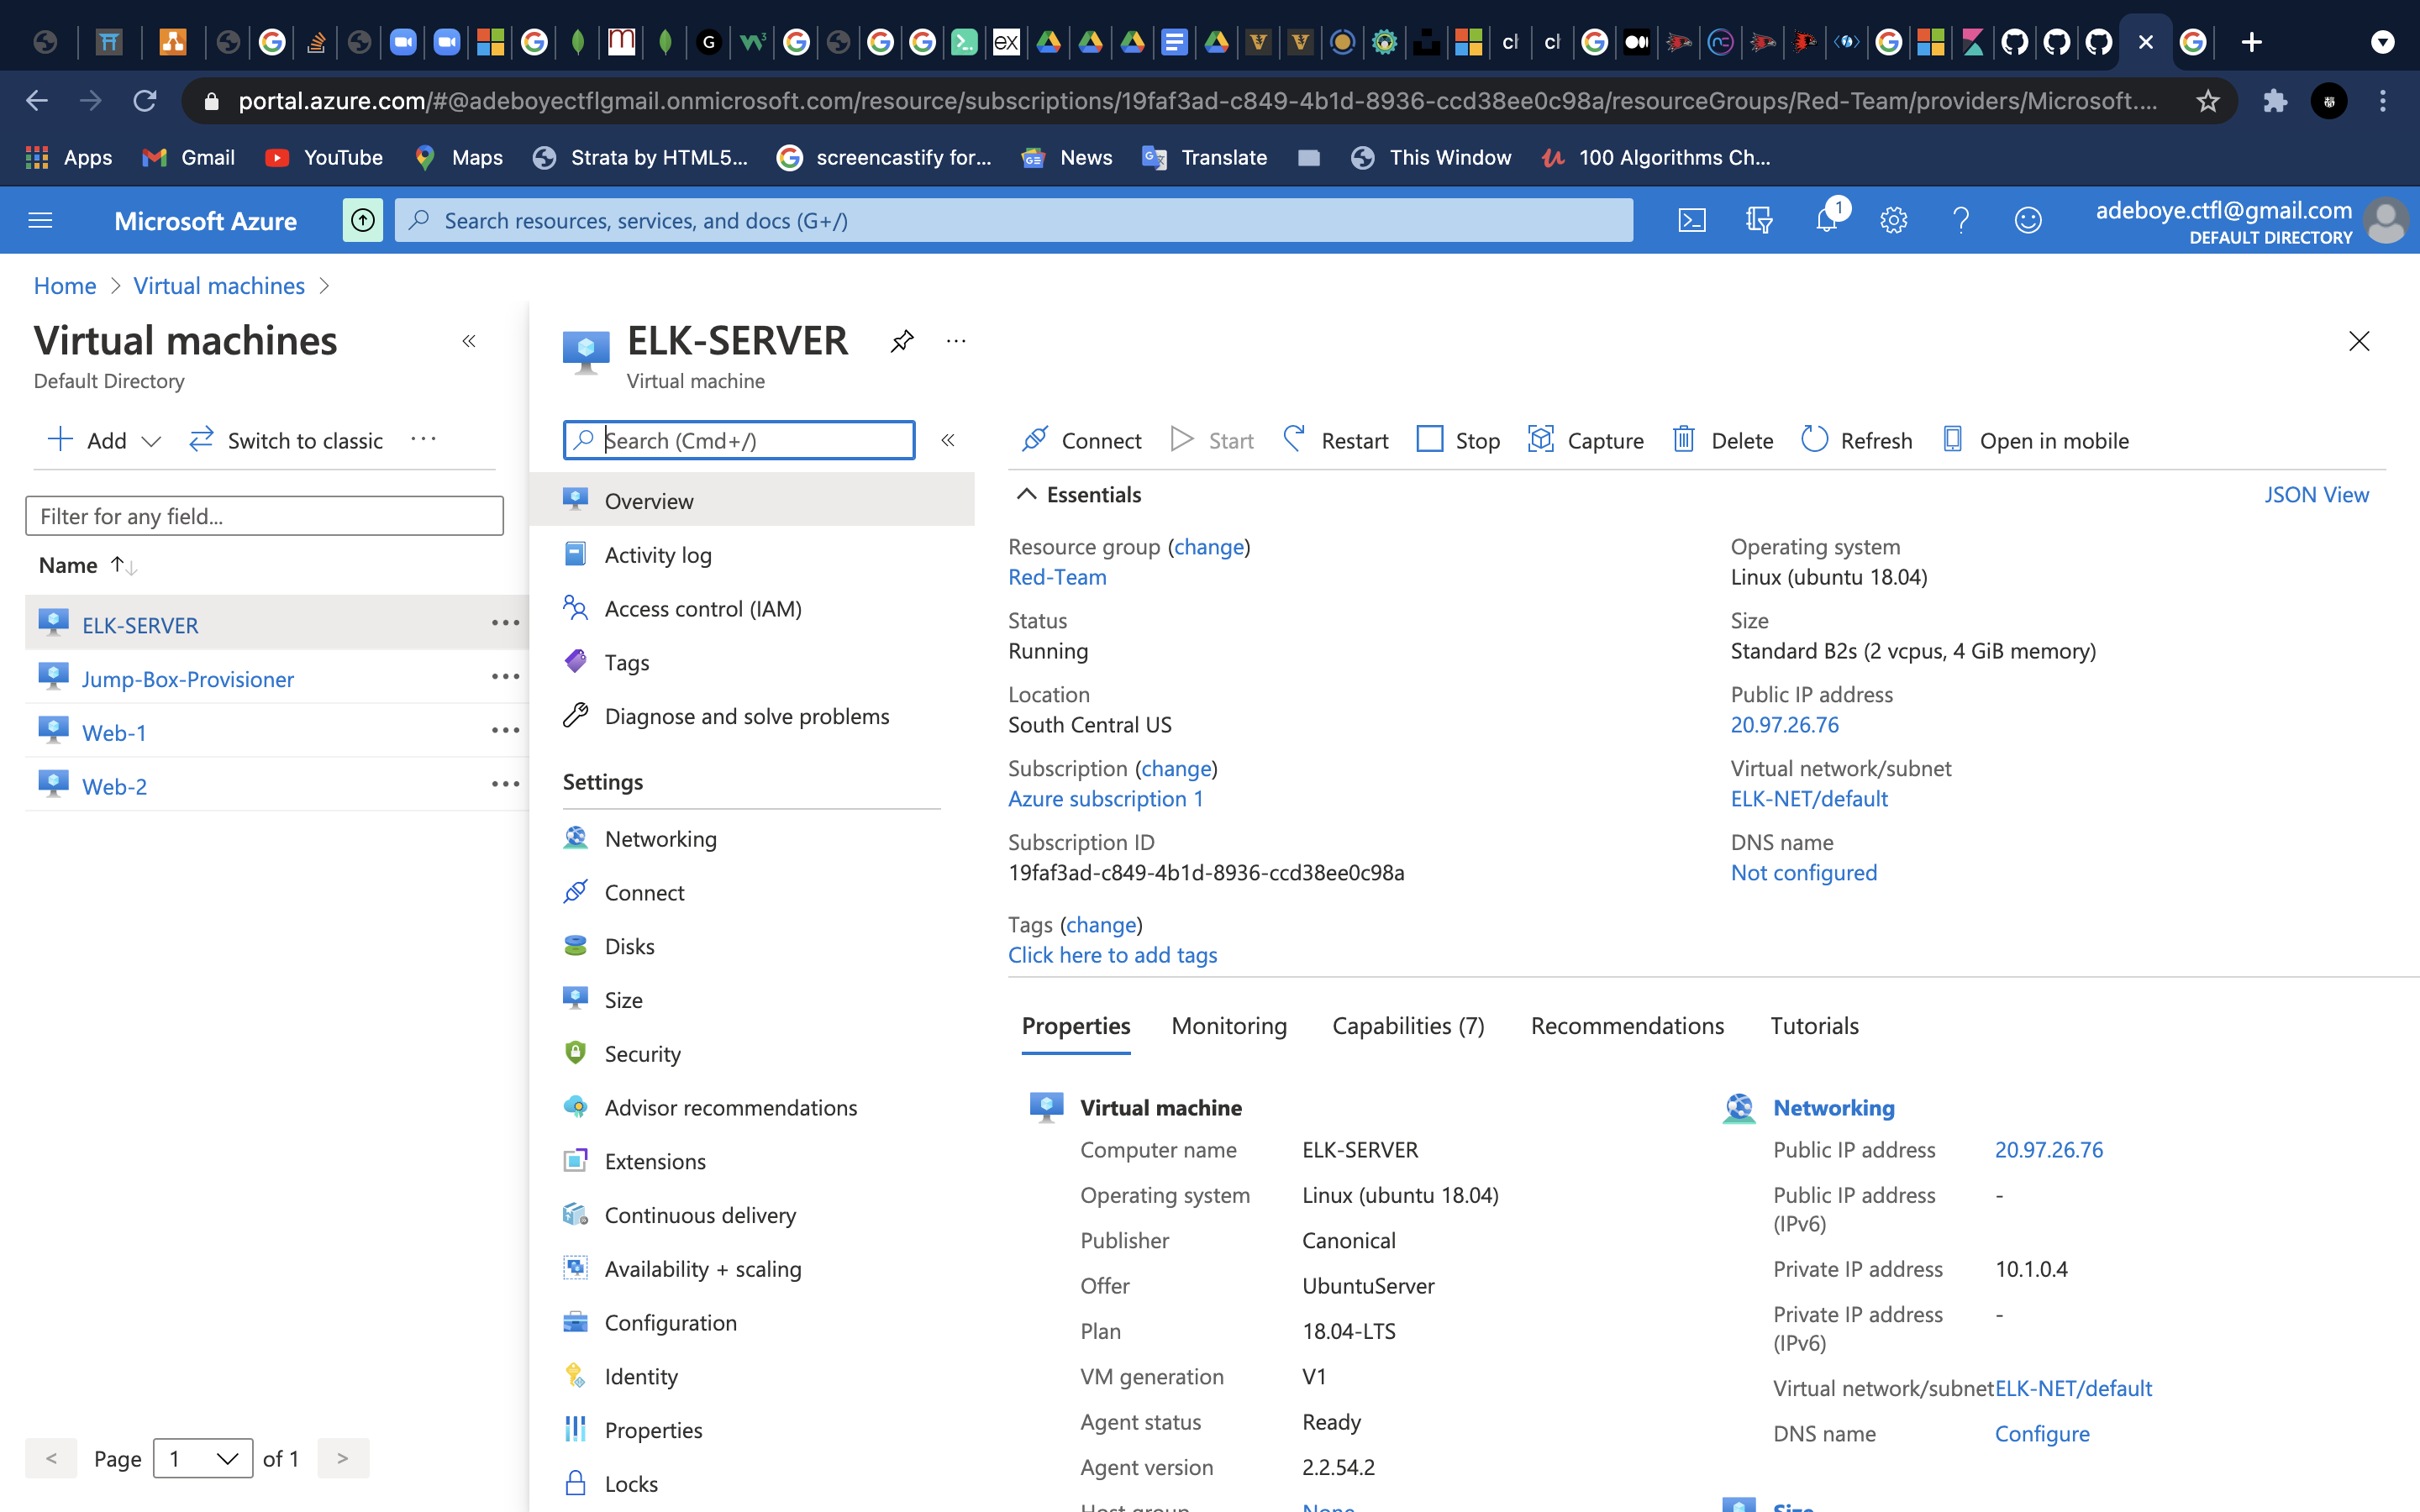 portal.azure.com/#@adeboyectflgmail.onmicrosoft.com/resource/subscriptions/19faf3ad-c849-4b1d-8936-ccd38ee0c98a/resourceGroups/Red-Team/providers/Microsoft....
Apps Gmail YouTube Maps Strata by HTML5... screencastify for... News Translate This Window 100 Algorithms Ch...
Microsoft Azure
Search resources, services, and docs (G+/)
1
adeboye.ctfl@gmail.com
DEFAULT DIRECTORY
Home > Virtual machines >
Virtual machines
Default Directory
Add
Switch to classic
Filter for any field...
Name
ELK-SERVER
Jump-Box-Provisioner
Web-1
Web-2
< Page 1 of 1 >
ELK-SERVER
Virtual machine
Search (Cmd+/)
Overview
Activity log
Access control (IAM)
Tags
Diagnose and solve problems
Settings
Networking
Connect
Disks
Size
Security
Advisor recommendations
Extensions
Continuous delivery
Availability + scaling
Configuration
Identity
Properties
Locks
Connect Start Restart Stop Capture Delete Refresh Open in mobile
Essentials
JSON View
Resource group (change)
Red-Team
Status
Running
Location
South Central US
Subscription (change)
Azure subscription 1
Subscription ID
19faf3ad-c849-4b1d-8936-ccd38ee0c98a
Tags (change)
Click here to add tags
Operating system
Linux (ubuntu 18.04)
Size
Standard B2s (2 vcpus, 4 GiB memory)
Public IP address
20.97.26.76
Virtual network/subnet
ELK-NET/default
DNS name
Not configured
Properties Monitoring Capabilities (7) Recommendations Tutorials
Virtual machine
Computer name ELK-SERVER
Operating system Linux (ubuntu 18.04)
Publisher Canonical
Offer UbuntuServer
Plan 18.04-LTS
VM generation V1
Agent status Ready
Agent version 2.2.54.2
Host group None
Networking
Public IP address 20.97.26.76
Public IP address -
(IPv6)
Private IP address 10.1.0.4
Private IP address -
(IPv6)
Virtual network/subnet ELK-NET/default
DNS name Configure
Size